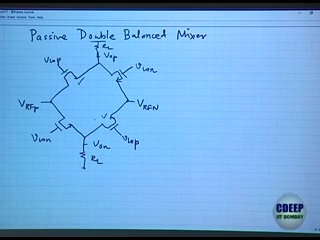 Passive Double Balanced Mixer
RL
VLop
Vop
VLon
VRFp
VRFN
VLon
VLop
Von
RL
CDEEP
IIT BOMBAY